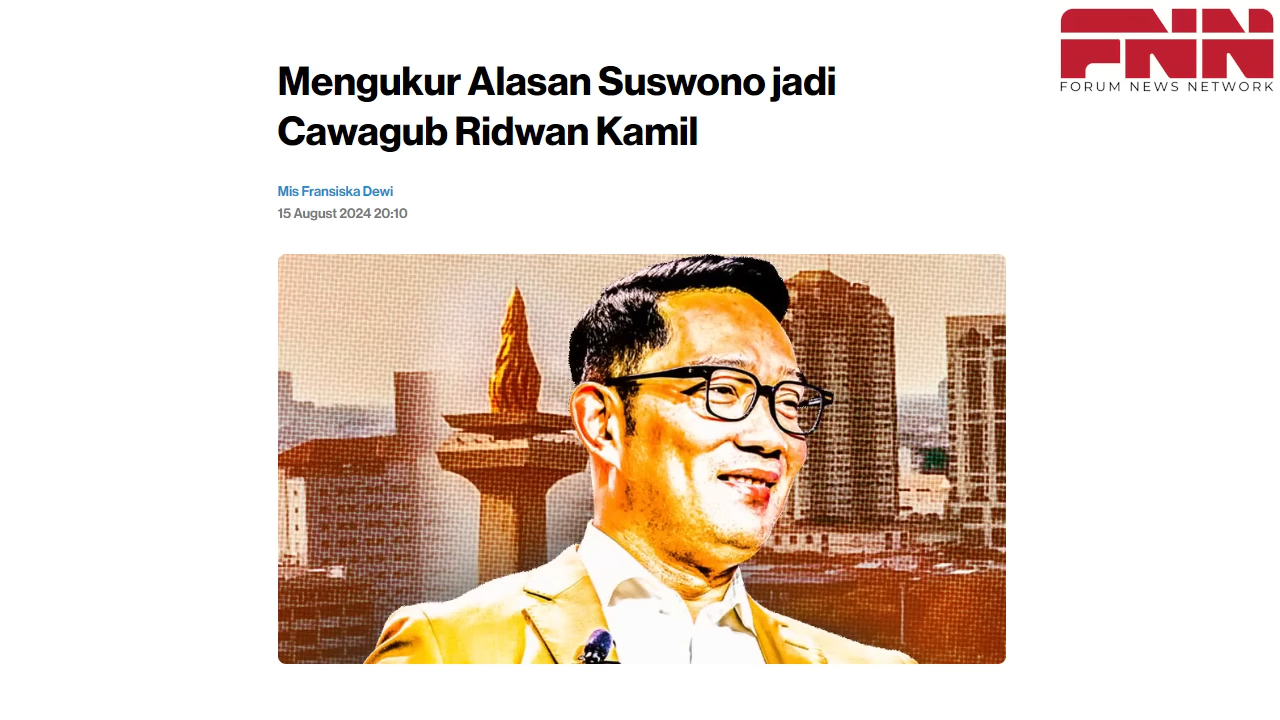 FNN
FORUM NEWS NETWORK
Mengukur Alasan Suswono jadi
Cawagub Ridwan Kamil
Mis Fransiska Dewi
15 August 2024 20:10